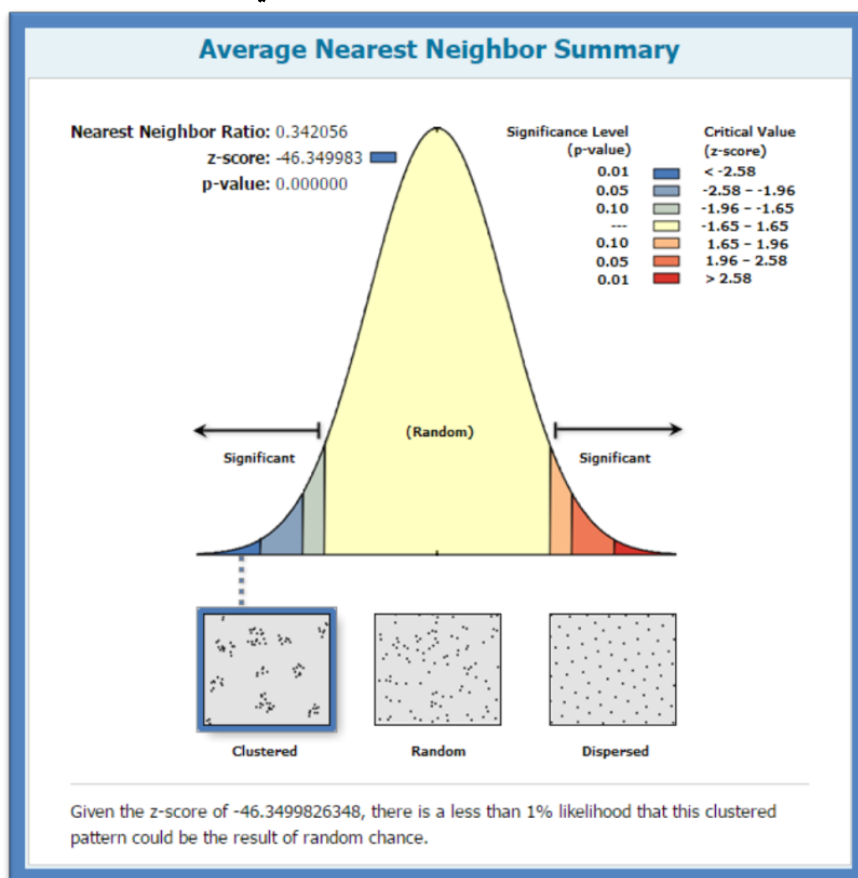 Average Nearest Neighbor Summary
Nearest Neighbor Ratio: 0.342056
z-score: -46.349983
p-value: 0.000000
Significance Level Critical Value
(p-value) (z-score)
0.01 < -2.58
0.05 -2.58 – -1.96
0.10 -1.96 – -1.65
--- -1.65 – 1.65
0.10 1.65 – 1.96
0.05 1.96 – 2.58
0.01 > 2.58
Significant (Random) Significant
Clustered Random Dispersed
Given the z-score of -46.3499826348, there is a less than 1% likelihood that this clustered
pattern could be the result of random chance.